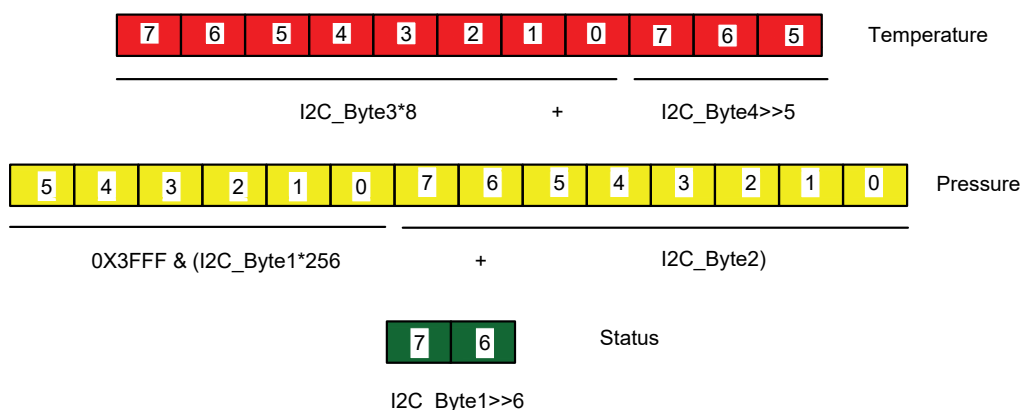 7 6 5 4 3 2 1 0 7 6 5 Temperature
I2C_Byte3*8 + I2C_Byte4>>5
5 4 3 2 1 0 7 6 5 4 3 2 1 0 Pressure
0X3FFF & (I2C_Byte1*256 + I2C_Byte2)
7 6 Status
I2C_Byte1>>6